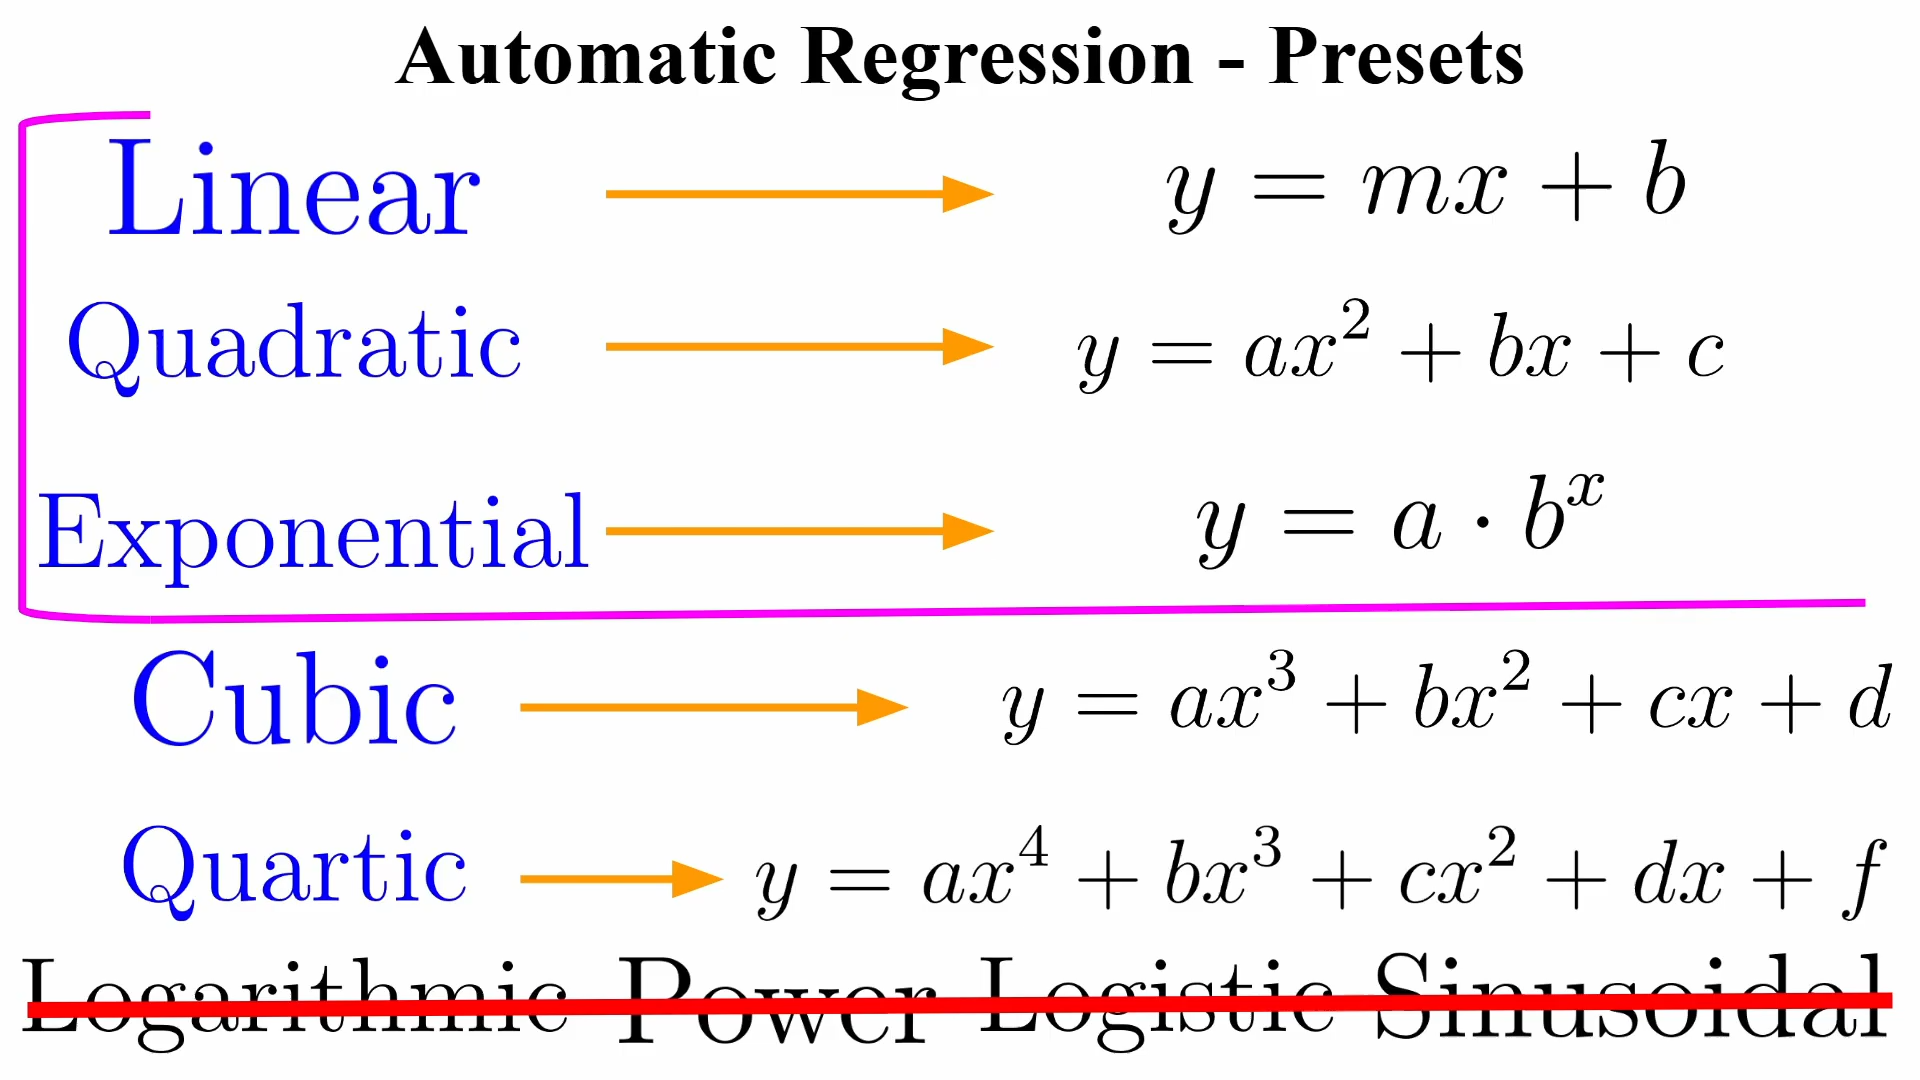 Automatic Regression - Presets
Linear y = mx + b
Quadratic y = ax² + bx + c
Exponential y = a · bˣ
Cubic y = ax³ + bx² + cx + d
Quartic y = ax⁴ + bx³ + cx² + dx + f
Logarithmic Power Logistic Sinusoidal